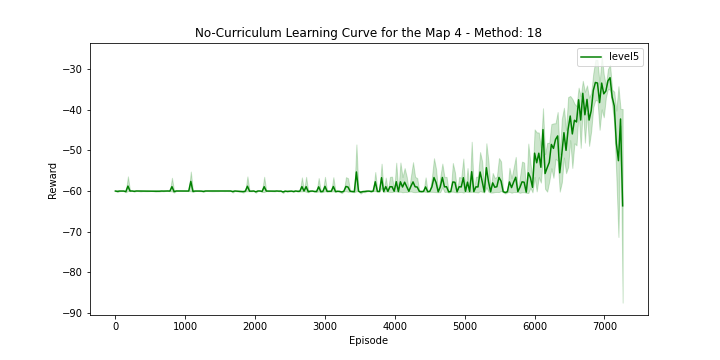 No-Curriculum Learning Curve for the Map 4 - Method: 18
level5
Reward
−30
−40
−50
−60
−70
−80
−90
0 1000 2000 3000 4000 5000 6000 7000
Episode